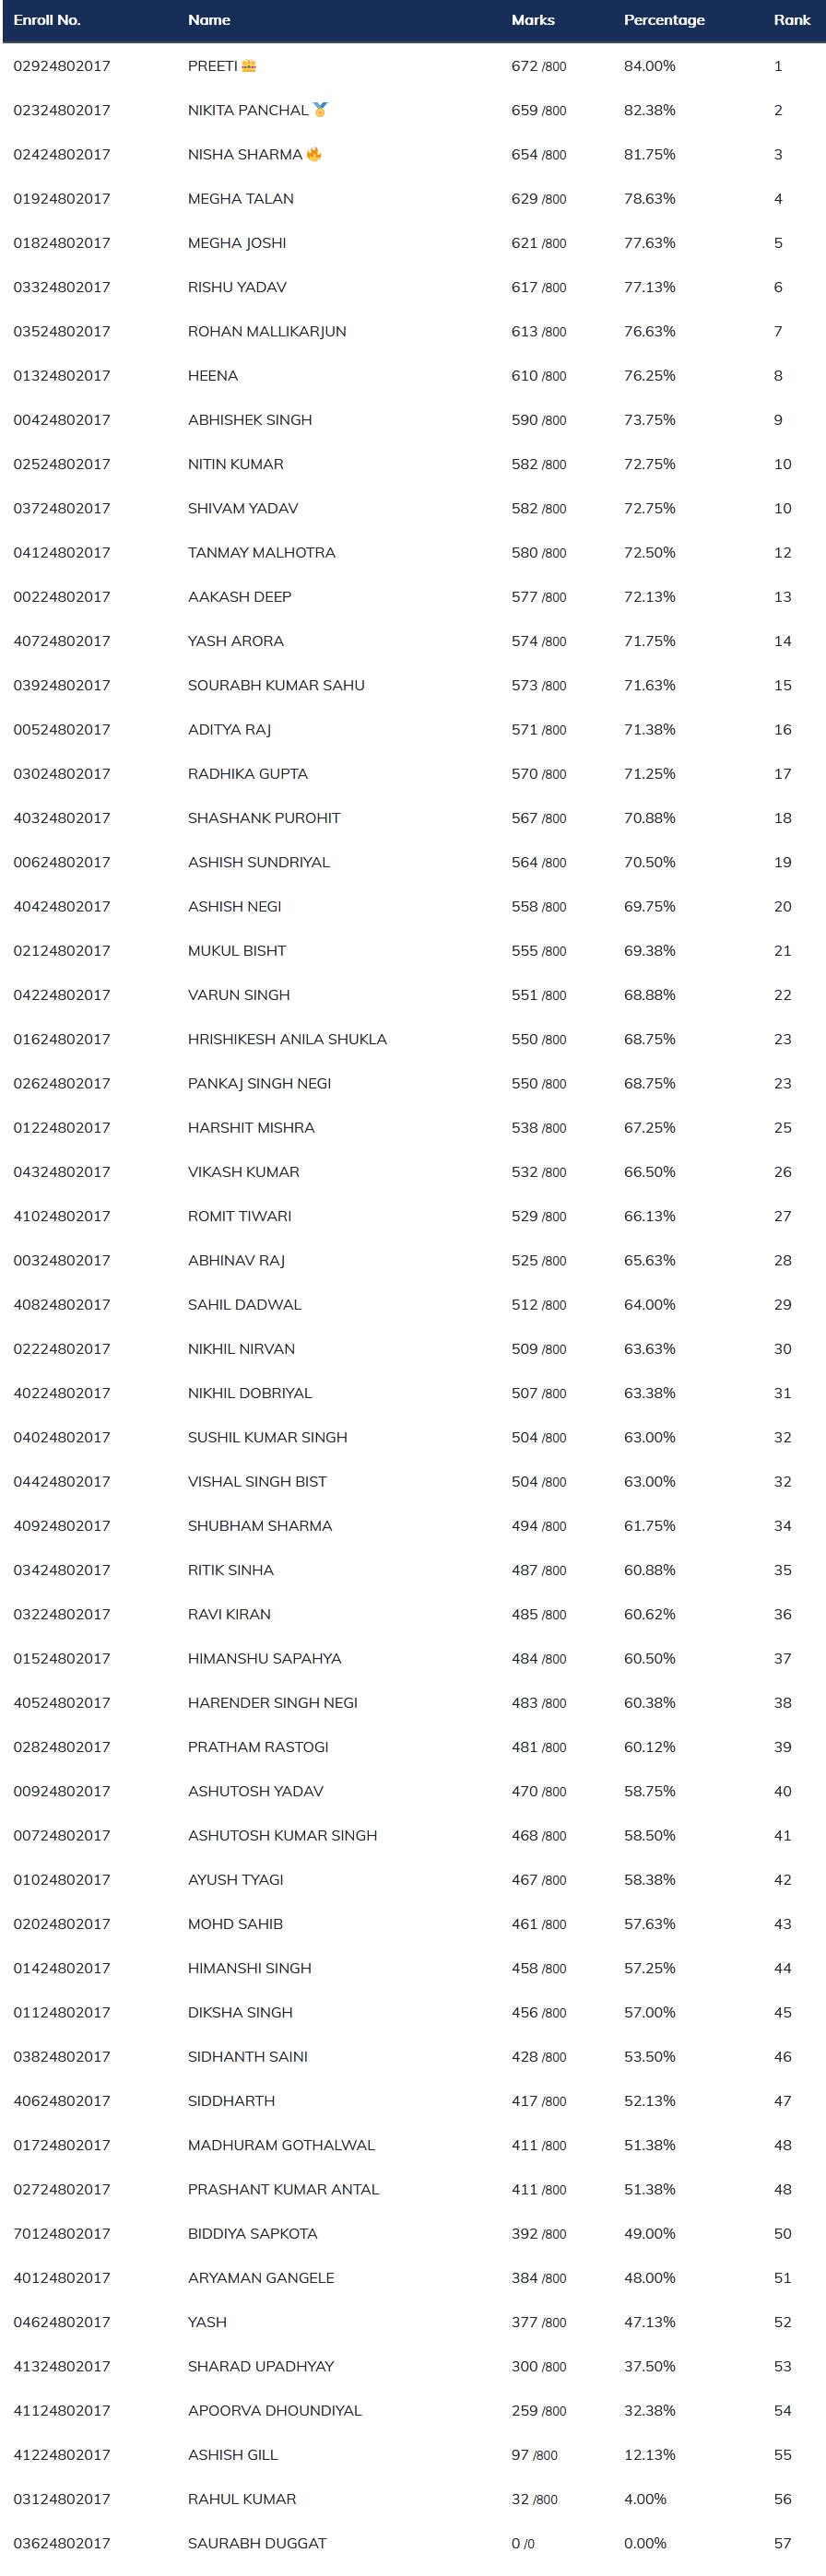 Enroll No. Name Marks Percentage Rank
02924802017 PREETI 672 /800 84.00% 1
02324802017 NIKITA PANCHAL 659 /800 82.38% 2
02424802017 NISHA SHARMA 654 /800 81.75% 3
01924802017 MEGHA TALAN 629 /800 78.63% 4
01824802017 MEGHA JOSHI 621 /800 77.63% 5
03324802017 RISHU YADAV 617 /800 77.13% 6
03524802017 ROHAN MALLIKARJUN 613 /800 76.63% 7
01324802017 HEENA 610 /800 76.25% 8
00424802017 ABHISHEK SINGH 590 /800 73.75% 9
02524802017 NITIN KUMAR 582 /800 72.75% 10
03724802017 SHIVAM YADAV 582 /800 72.75% 10
04124802017 TANMAY MALHOTRA 580 /800 72.50% 12
00224802017 AAKASH DEEP 577 /800 72.13% 13
40724802017 YASH ARORA 574 /800 71.75% 14
03924802017 SOURABH KUMAR SAHU 573 /800 71.63% 15
00524802017 ADITYA RAJ 571 /800 71.38% 16
03024802017 RADHIKA GUPTA 570 /800 71.25% 17
40324802017 SHASHANK PUROHIT 567 /800 70.88% 18
00624802017 ASHISH SUNDRIYAL 564 /800 70.50% 19
40424802017 ASHISH NEGI 558 /800 69.75% 20
02124802017 MUKUL BISHT 555 /800 69.38% 21
04224802017 VARUN SINGH 551 /800 68.88% 22
01624802017 HRISHIKESH ANILA SHUKLA 550 /800 68.75% 23
02624802017 PANKAJ SINGH NEGI 550 /800 68.75% 23
01224802017 HARSHIT MISHRA 538 /800 67.25% 25
04324802017 VIKASH KUMAR 532 /800 66.50% 26
41024802017 ROMIT TIWARI 529 /800 66.13% 27
00324802017 ABHINAV RAJ 525 /800 65.63% 28
40824802017 SAHIL DADWAL 512 /800 64.00% 29
02224802017 NIKHIL NIRVAN 509 /800 63.63% 30
40224802017 NIKHIL DOBRIYAL 507 /800 63.38% 31
04024802017 SUSHIL KUMAR SINGH 504 /800 63.00% 32
04424802017 VISHAL SINGH BIST 504 /800 63.00% 32
40924802017 SHUBHAM SHARMA 494 /800 61.75% 34
03424802017 RITIK SINHA 487 /800 60.88% 35
03224802017 RAVI KIRAN 485 /800 60.62% 36
01524802017 HIMANSHU SAPAHYA 484 /800 60.50% 37
40524802017 HARENDER SINGH NEGI 483 /800 60.38% 38
02824802017 PRATHAM RASTOGI 481 /800 60.12% 39
00924802017 ASHUTOSH YADAV 470 /800 58.75% 40
00724802017 ASHUTOSH KUMAR SINGH 468 /800 58.50% 41
01024802017 AYUSH TYAGI 467 /800 58.38% 42
02024802017 MOHD SAHIB 461 /800 57.63% 43
01424802017 HIMANSHI SINGH 458 /800 57.25% 44
01124802017 DIKSHA SINGH 456 /800 57.00% 45
03824802017 SIDHANTH SAINI 428 /800 53.50% 46
40624802017 SIDDHARTH 417 /800 52.13% 47
01724802017 MADHURAM GOTHALWAL 411 /800 51.38% 48
02724802017 PRASHANT KUMAR ANTAL 411 /800 51.38% 48
70124802017 BIDDIYA SAPKOTA 392 /800 49.00% 50
40124802017 ARYAMAN GANGELE 384 /800 48.00% 51
04624802017 YASH 377 /800 47.13% 52
41324802017 SHARAD UPADHYAY 300 /800 37.50% 53
41124802017 APOORVA DHOUNDIYAL 259 /800 32.38% 54
41224802017 ASHISH GILL 97 /800 12.13% 55
03124802017 RAHUL KUMAR 32 /800 4.00% 56
03624802017 SAURABH DUGGAT 0 /0 0.00% 57